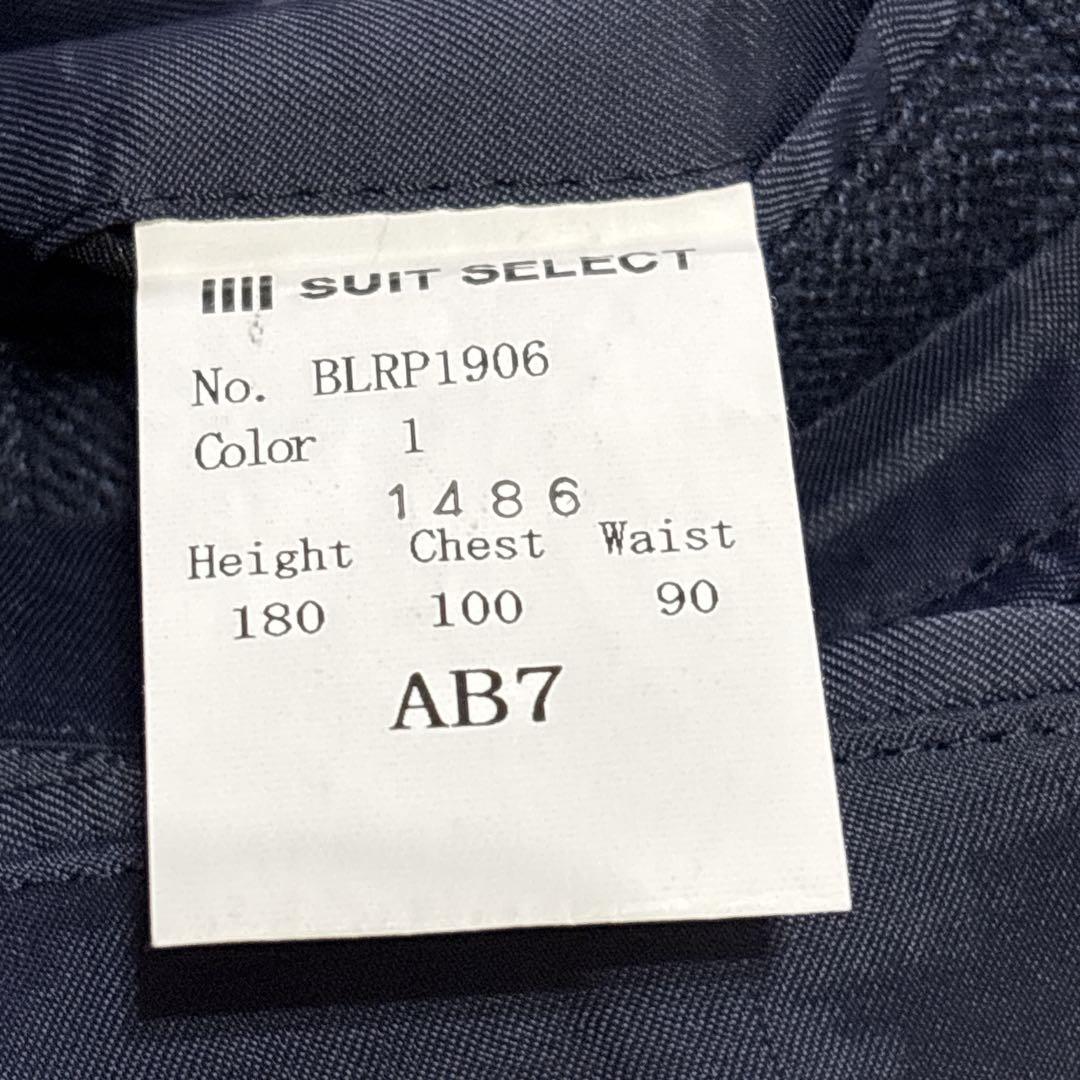 SUIT SELECT
No. BLRP1906
Color 1
1486
Height Chest Waist
180 100 90
AB7